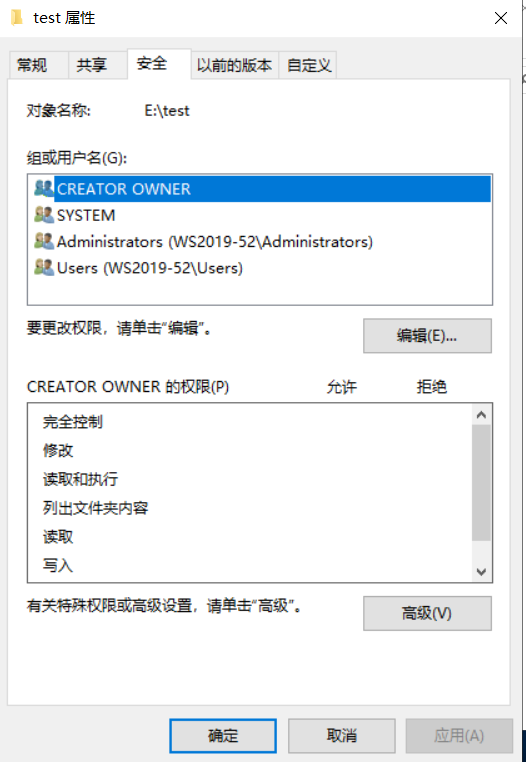 test 属性
常规 共享 安全 以前的版本 自定义
对象名称: E:\test
组或用户名(G):
CREATOR OWNER
SYSTEM
Administrators (WS2019-52\Administrators)
Users (WS2019-52\Users)
要更改权限，请单击“编辑”。
编辑(E)...
CREATOR OWNER 的权限(P) 允许 拒绝
完全控制
修改
读取和执行
列出文件夹内容
读取
写入
有关特殊权限或高级设置，请单击“高级”。
高级(V)
确定 取消 应用(A)